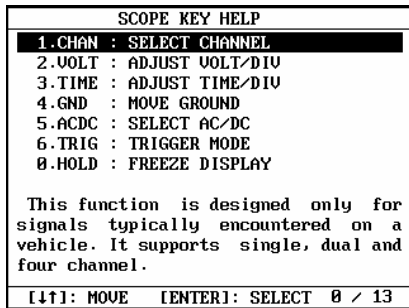 SCOPE KEY HELP
1.CHAN : SELECT CHANNEL
2.VOLT : ADJUST VOLT/DIV
3.TIME : ADJUST TIME/DIV
4.GND : MOVE GROUND
5.ACDC : SELECT AC/DC
6.TRIG : TRIGGER MODE
0.HOLD : FREEZE DISPLAY
This function is designed only for
signals typically encountered on a
vehicle. It supports single, dual and
four channel.
[↓↑]: MOVE [ENTER]: SELECT 0 / 13